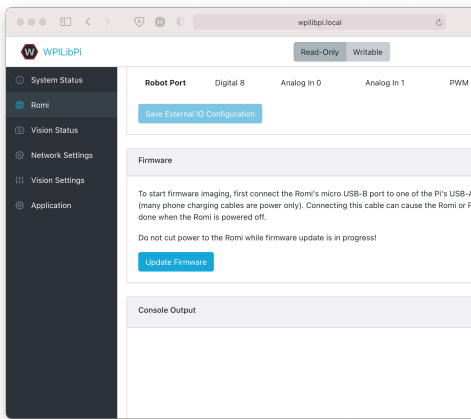 wpilibpi.local
WPILibPi
Read-Only Writable
System Status
Romi
Vision Status
Network Settings
Vision Settings
Application
Robot Port Digital 8 Analog In 0 Analog In 1 PWM
Save External IO Configuration
Firmware
To start firmware imaging, first connect the Romi's micro USB-B port to one of the Pi's USB-A
(many phone charging cables are power only). Connecting this cable can cause the Romi or
done when the Romi is powered off.
Do not cut power to the Romi while firmware update is in progress!
Update Firmware
Console Output